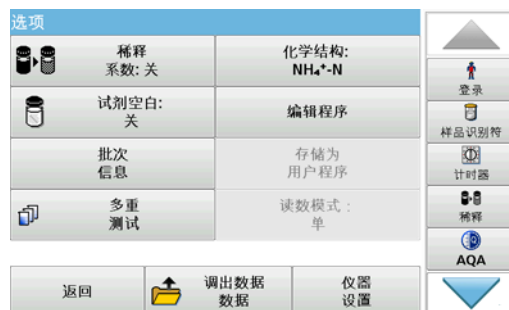 选项
稀释
系数: 关
化学结构:
NH₄⁺-N
试剂空白:
关
编辑程序
批次
信息
存储为
用户程序
多重
测试
读数模式 :
单
返回
调出数据
数据
仪器
设置
登录
样品识别符
计时器
稀释
AQA